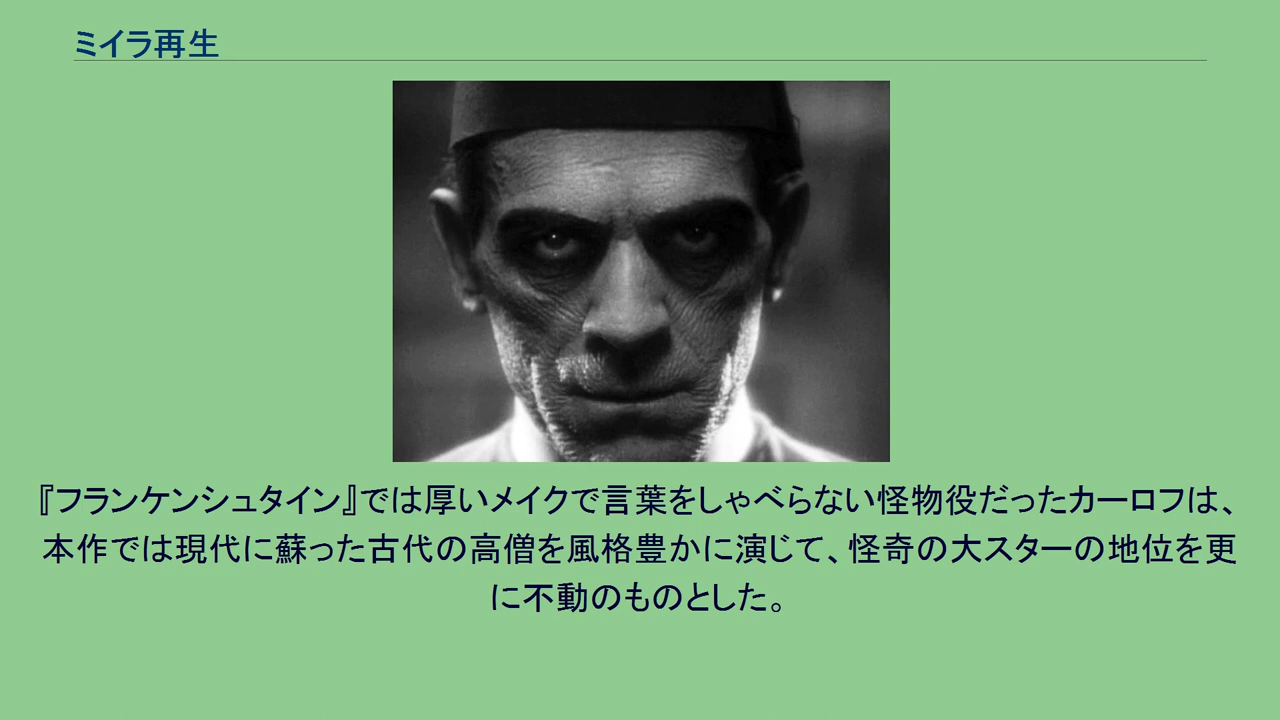 ミイラ再生
『フランケンシュタイン』では厚いメイクで言葉をしゃべらない怪物役だったカーロフは、
本作では現代に蘇った古代の高僧を風格豊かに演じて、怪奇の大スターの地位を更
に不動のものとした。